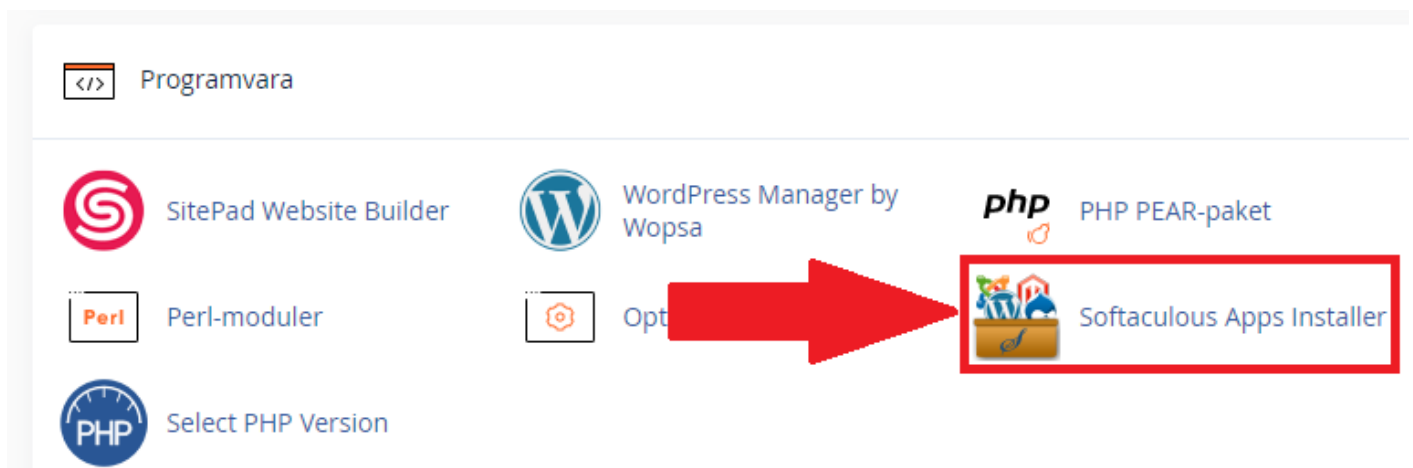 </> Programvara
SitePad Website Builder
WordPress Manager by
Wopsa
php PHP PEAR-paket
Perl Perl-moduler
Softaculous Apps Installer
PHP Select PHP Version